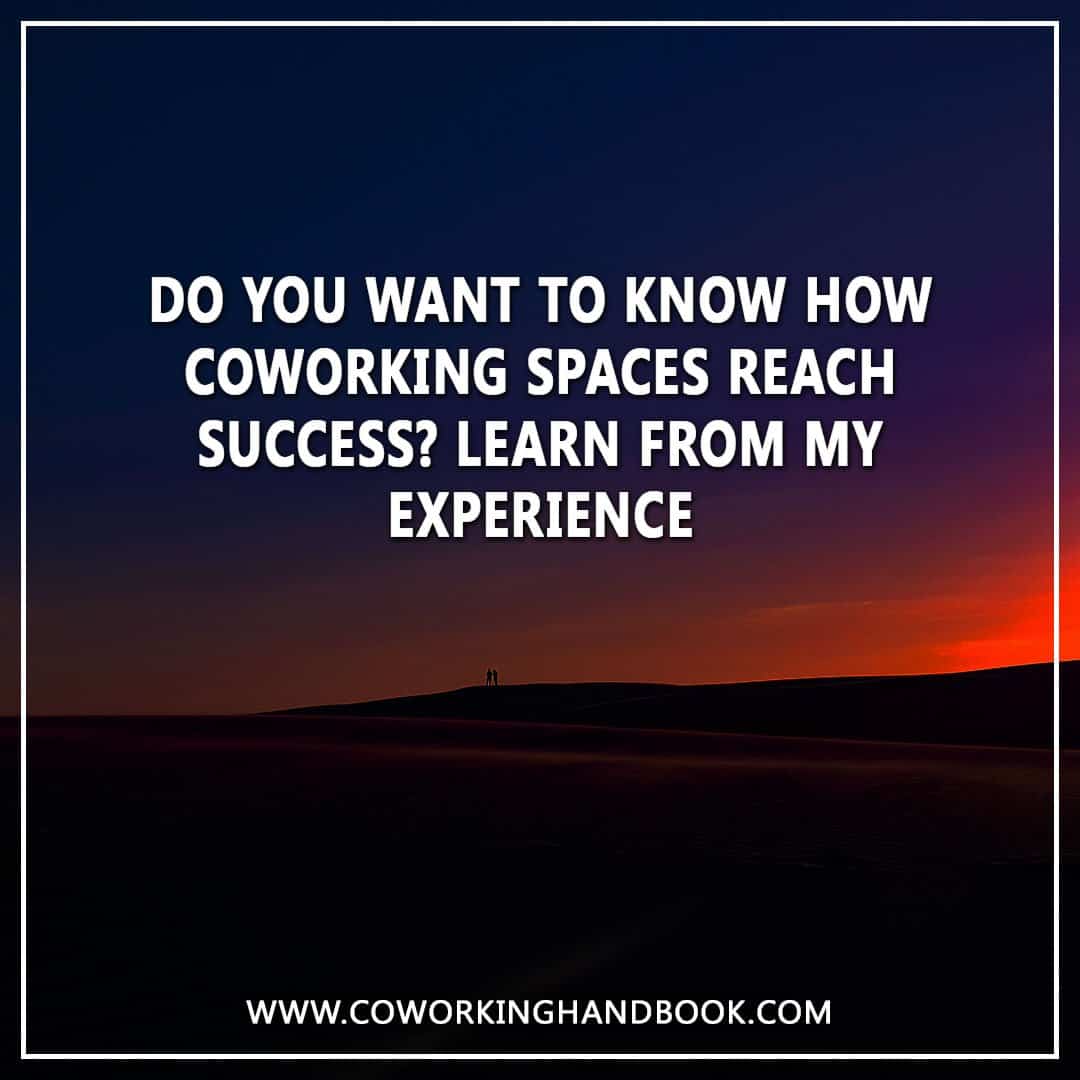 DO YOU WANT TO KNOW HOW
COWORKING SPACES REACH
SUCCESS? LEARN FROM MY
EXPERIENCE
WWW.COWORKINGHANDBOOK.COM